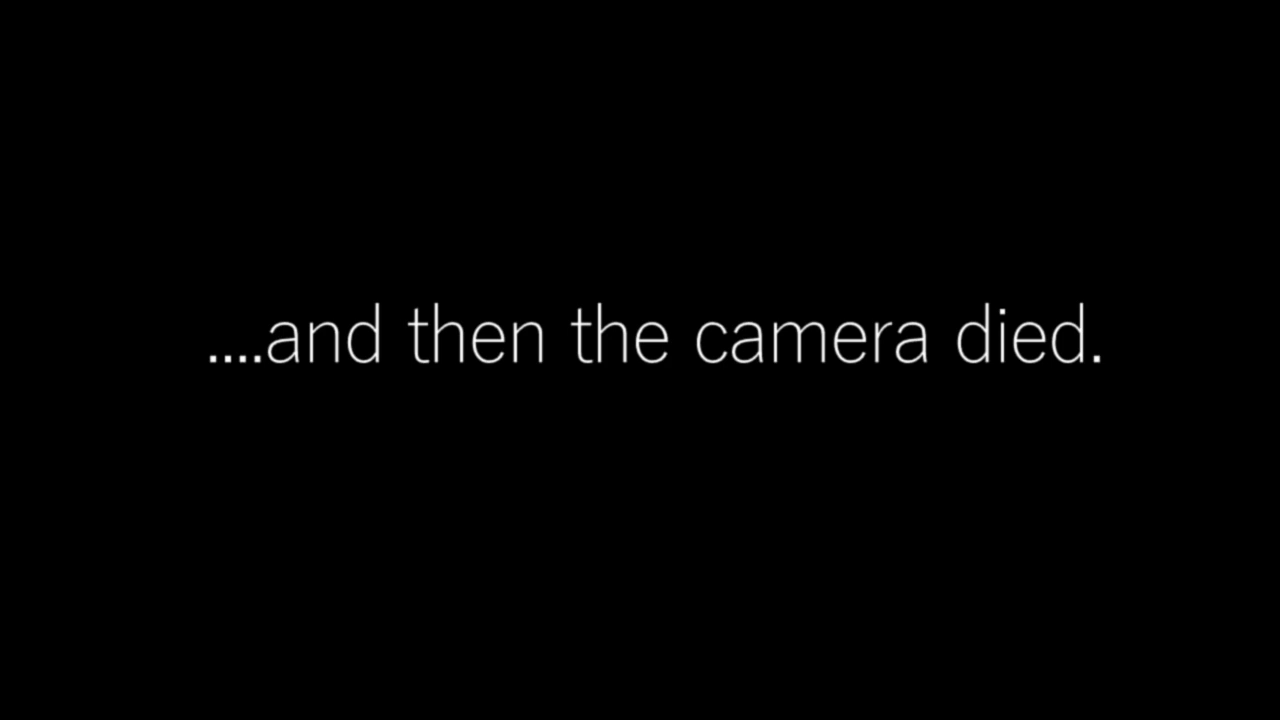 ....and then the camera died.